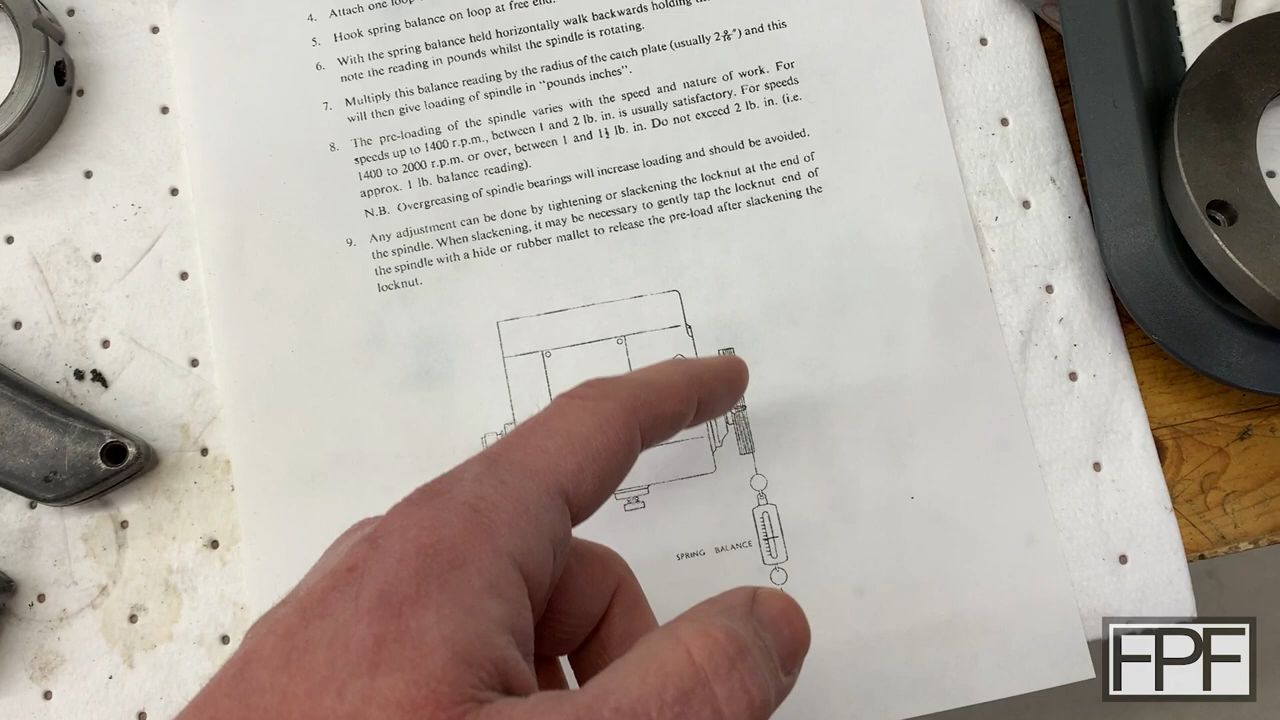 4. Attach one loop
5. Hook spring balance on loop at free end.
6. With the spring balance held horizontally walk backwards holding
note the reading in pounds whilst the spindle is rotating.
7. Multiply this balance reading by the radius of the catch plate (usually 2 9/16") and this
will then give loading of spindle in "pounds inches".
8. The pre-loading of the spindle varies with the speed and nature of work. For
speeds up to 1400 r.p.m., between 1 and 2 lb. in. is usually satisfactory. For speeds
1400 to 2000 r.p.m. or over, between 1 and 1½ lb. in. Do not exceed 2 lb. in. (i.e.
approx. 1 lb. balance reading).
N.B. Overgreasing of spindle bearings will increase loading and should be avoided.
9. Any adjustment can be done by tightening or slackening the locknut at the end of
the spindle. When slackening, it may be necessary to gently tap the locknut end of
the spindle with a hide or rubber mallet to release the pre-load after slackening the
locknut.
SPRING BALANCE
FPF